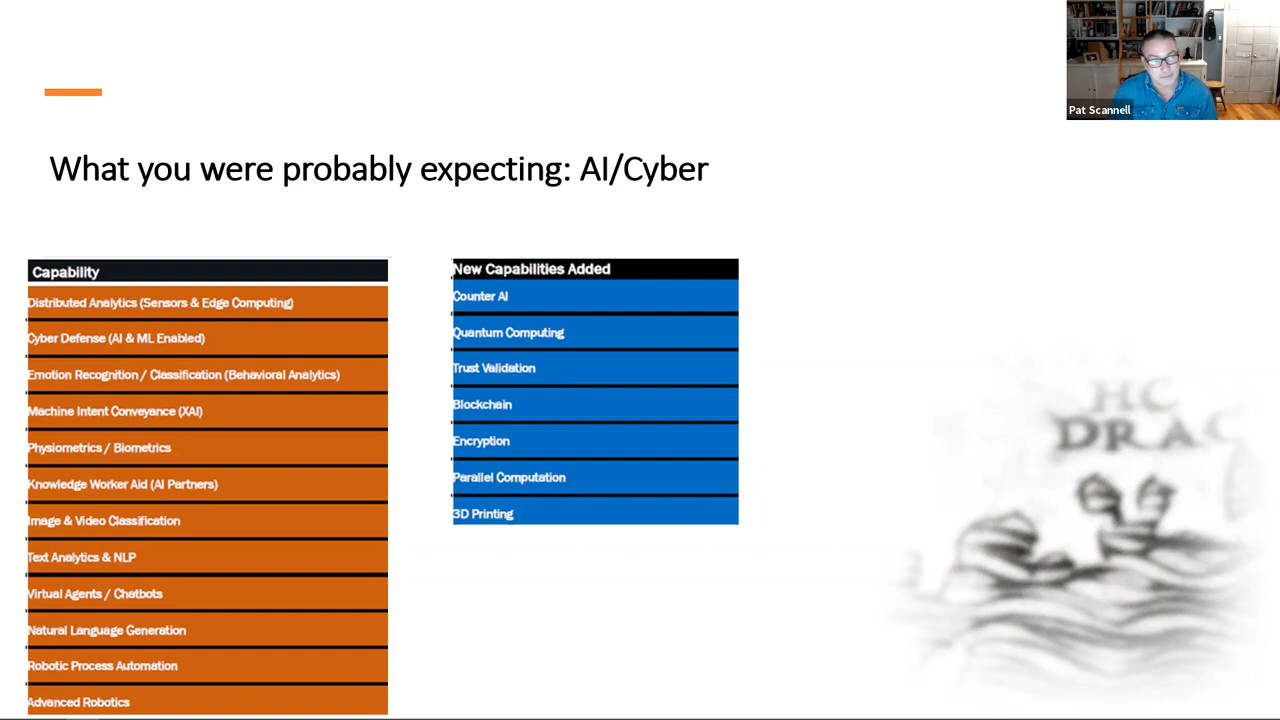 Pat Scannell
What you were probably expecting: AI/Cyber
Capability
Distributed Analytics (Sensors & Edge Computing)
Cyber Defense (AI & ML Enabled)
Emotion Recognition / Classification (Behavioral Analytics)
Machine Intent Conveyance (XAI)
Physiometrics / Biometrics
Knowledge Worker Aid (AI Partners)
Image & Video Classification
Text Analytics & NLP
Virtual Agents / Chatbots
Natural Language Generation
Robotic Process Automation
Advanced Robotics
New Capabilities Added
Counter AI
Quantum Computing
Trust Validation
Blockchain
Encryption
Parallel Computation
3D Printing